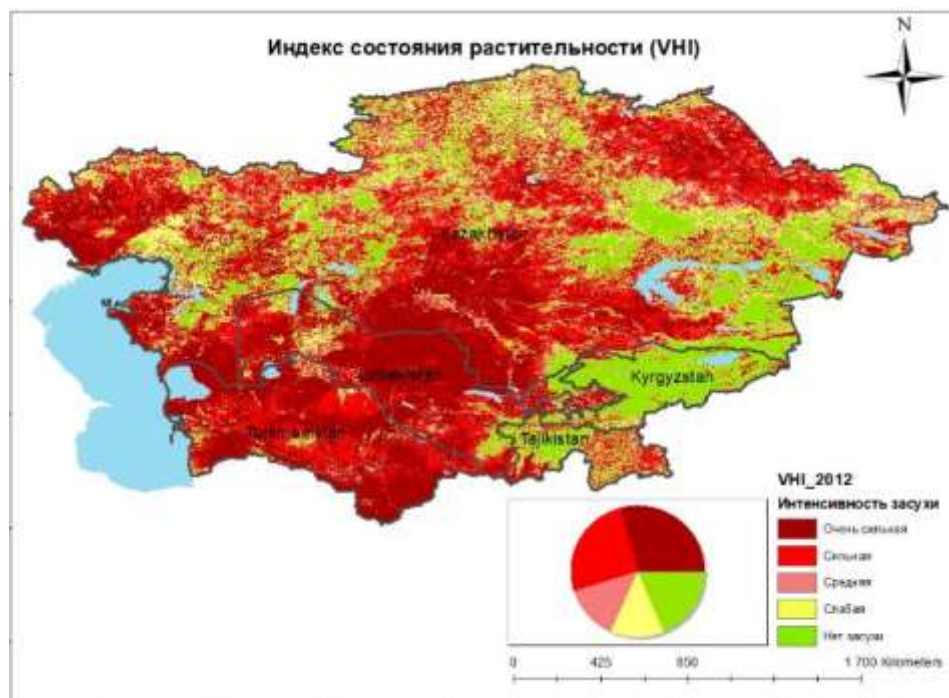 Индекс состояния растительности (VHI)
N
Kazakhstan
Uzbekistan
Kyrgyzstan
Turkmenistan
Tajikistan
VHI_2012
Интенсивность засухи
Очень сильная
Сильная
Средняя
Слабая
Нет засухи
0 425 850 1 700 Kilometers